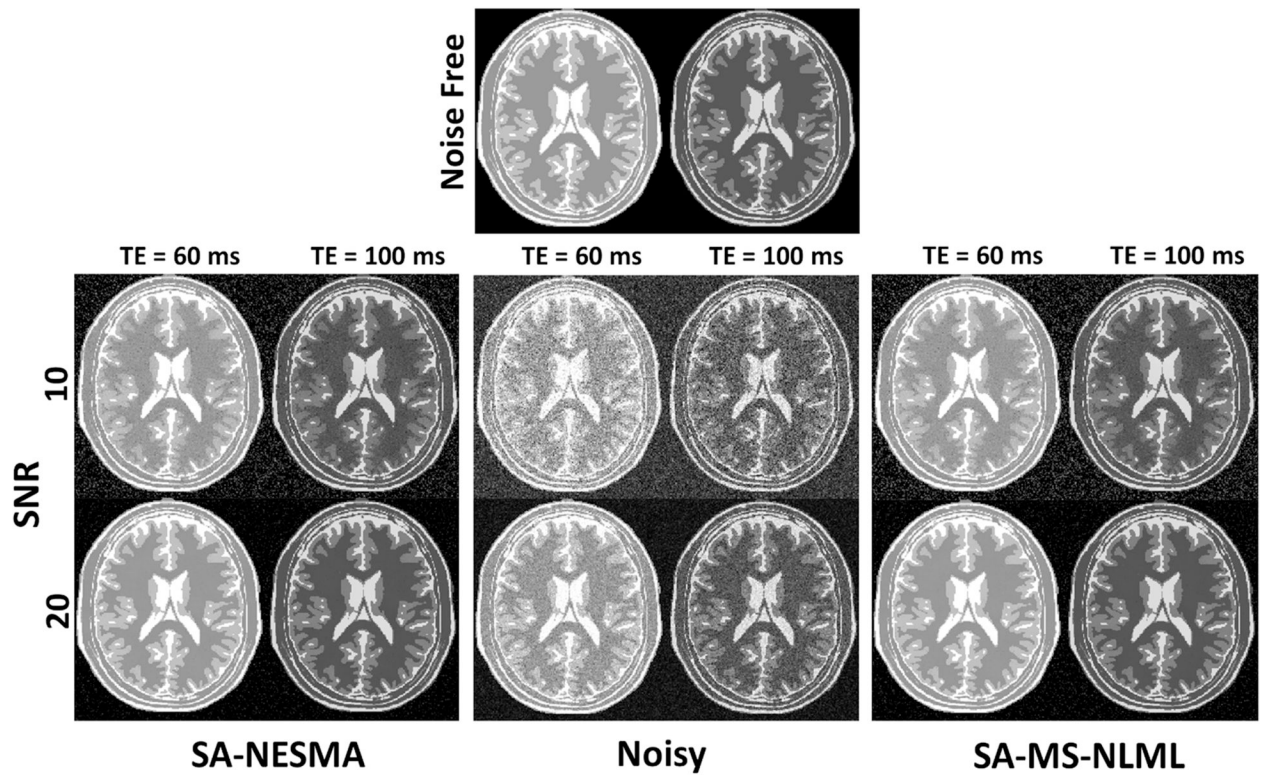 Noise Free
TE = 60 ms TE = 100 ms TE = 60 ms TE = 100 ms TE = 60 ms TE = 100 ms
SNR
10
20
SA-NESMA Noisy SA-MS-NLML